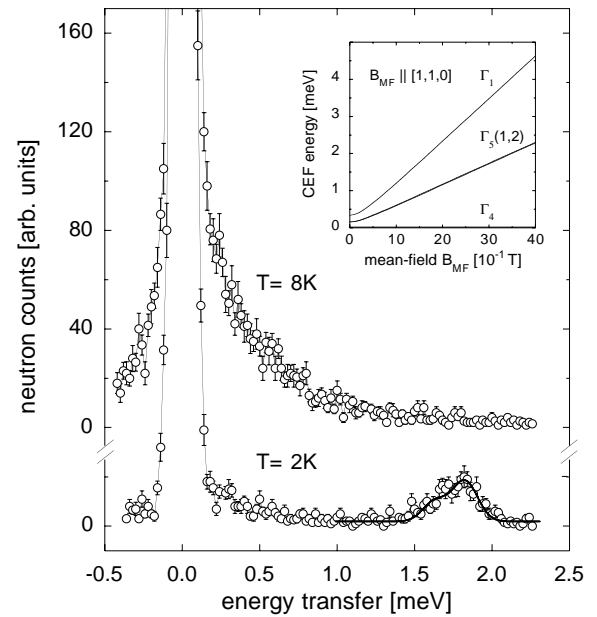 neutron counts [arb. units]
160
120
80
40
0
0
T= 8K
T= 2K
-0.5 0.0 0.5 1.0 1.5 2.0 2.5
energy transfer [meV]
CEF energy [meV]
4
3
2
1
0
B_MF || [1,1,0]
Γ₁
Γ₅(1,2)
Γ₄
0 10 20 30 40
mean-field B_MF [10⁻¹ T]